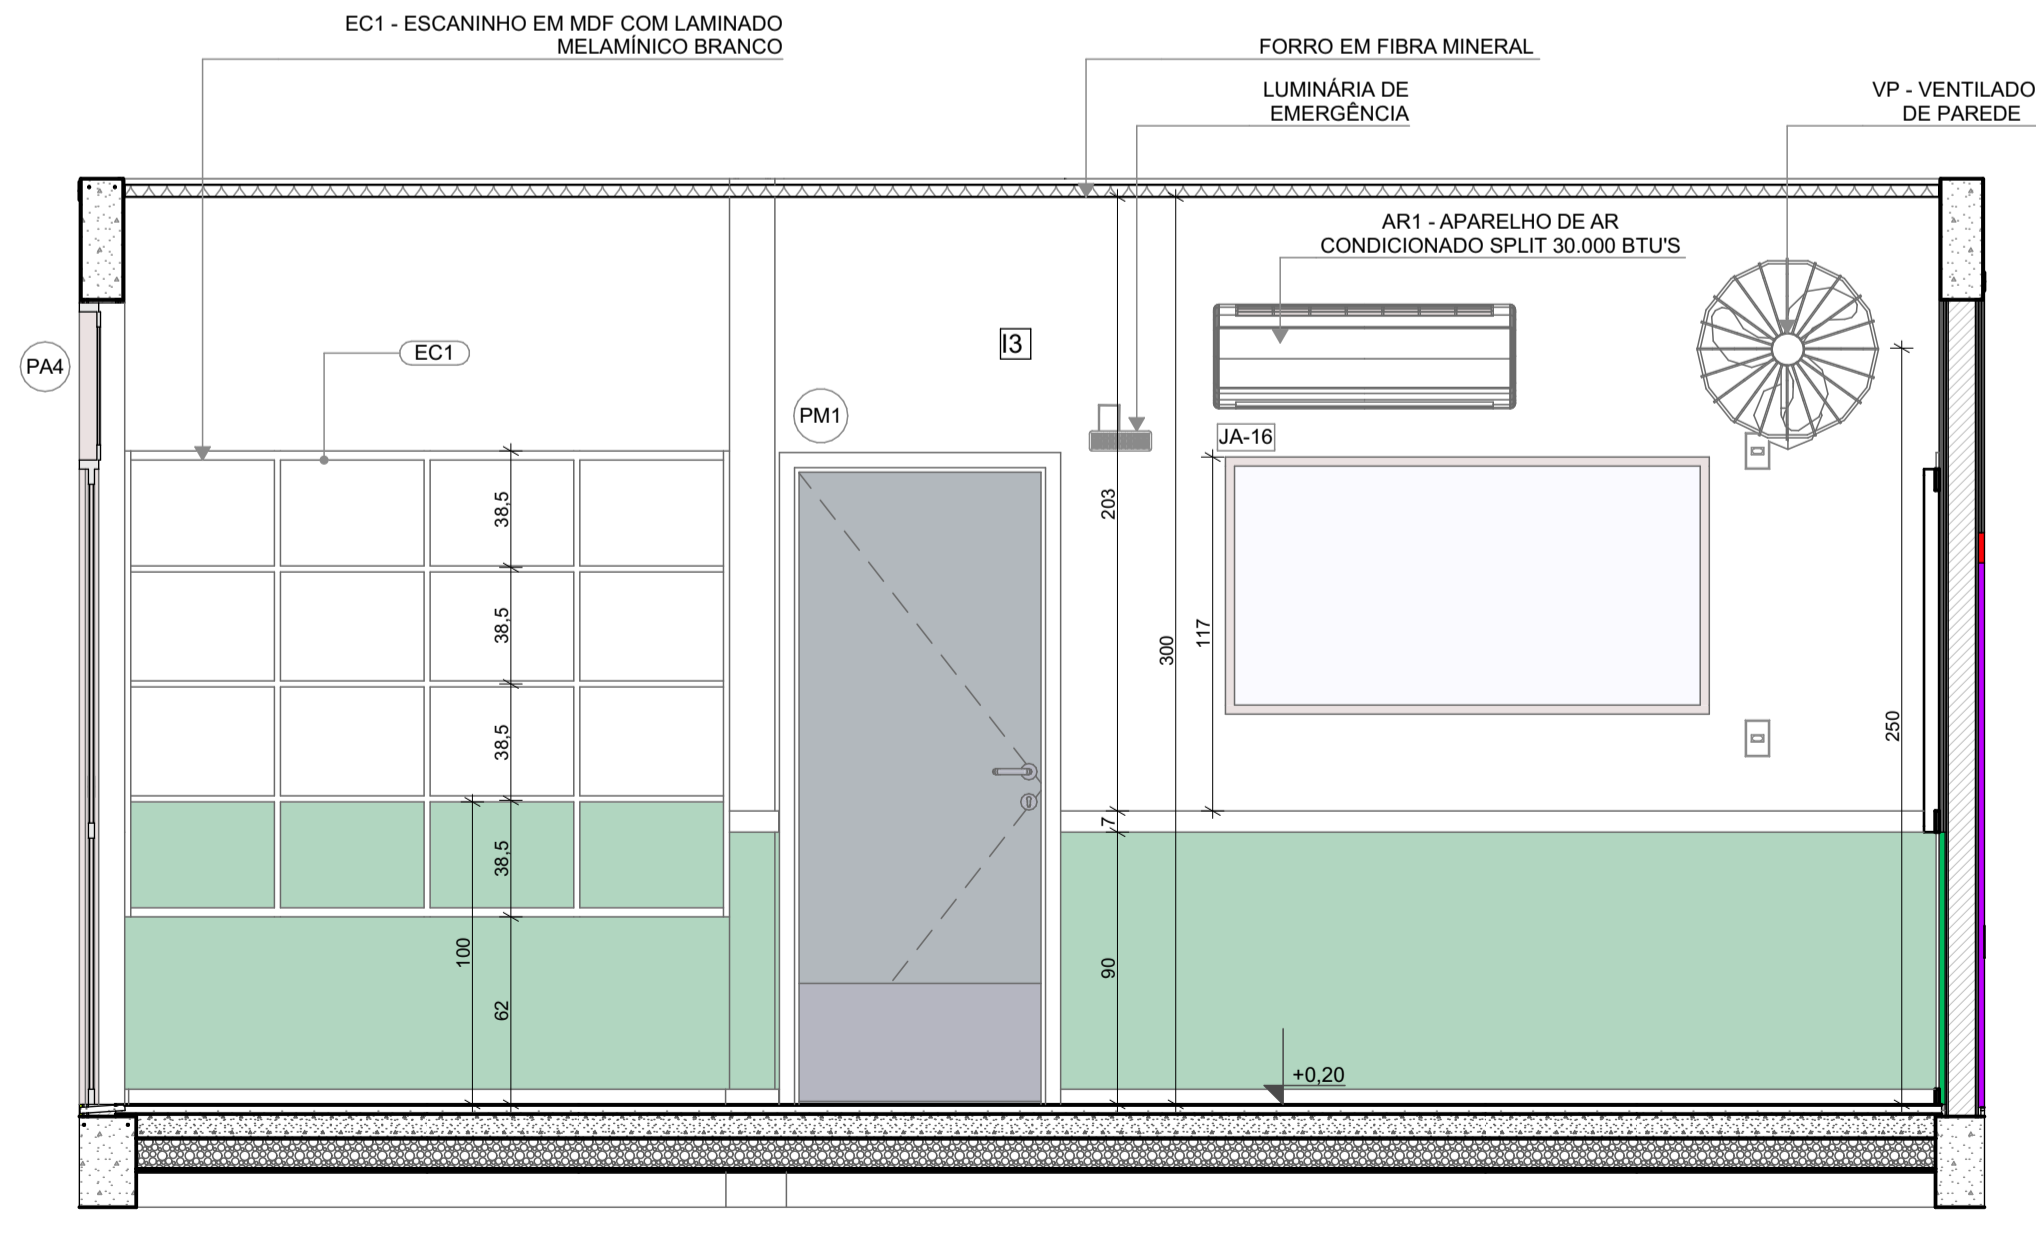 EC1 - ESCANINHO EM MDF COM LAMINADO
MELAMÍNICO BRANCO
FORRO EM FIBRA MINERAL
LUMINÁRIA DE
EMERGÊNCIA
VP - VENTILADO
DE PAREDE
AR1 - APARELHO DE AR
CONDICIONADO SPLIT 30.000 BTU'S
I3
EC1
PA4
PM1
JA-16
38,5
38,5
38,5
38,5
100
62
203
7
90
300
117
250
+0,20